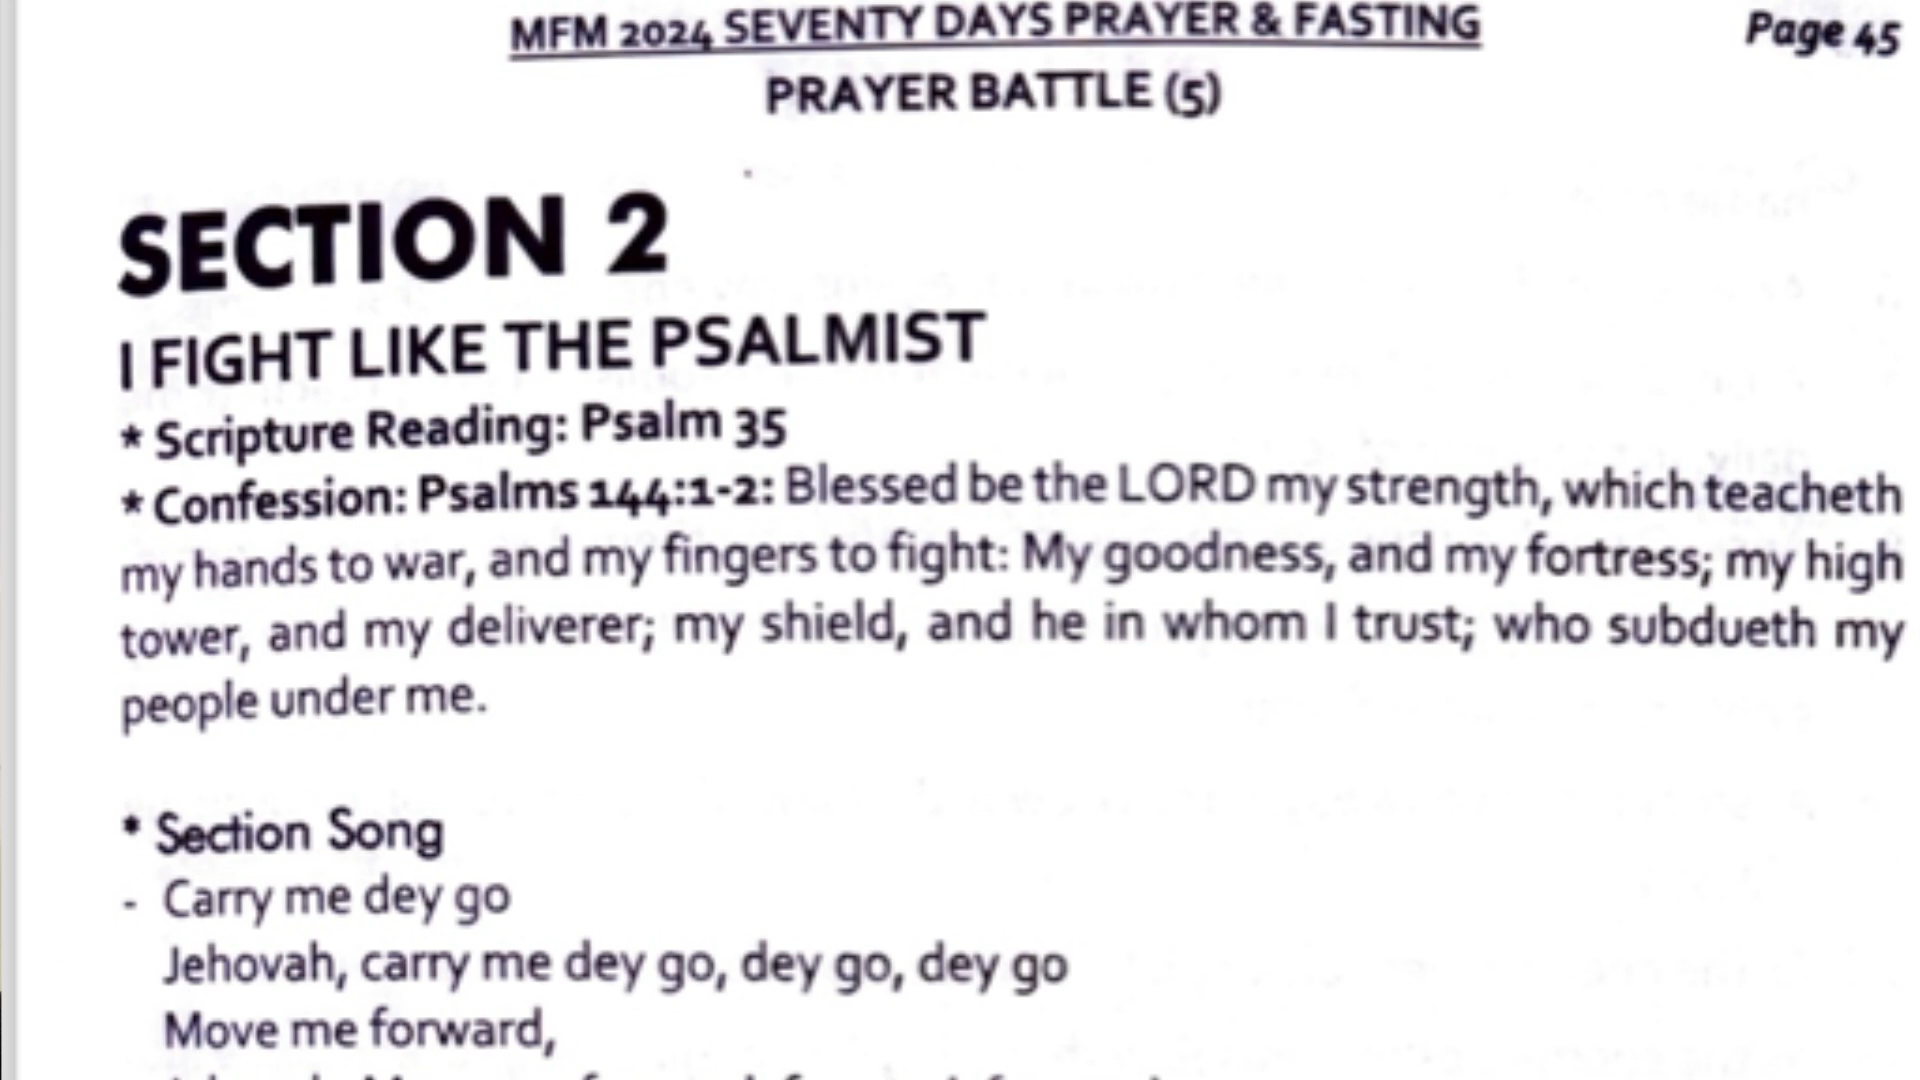 MFM 2024 SEVENTY DAYS PRAYER & FASTING Page 45
PRAYER BATTLE (5)
SECTION 2
I FIGHT LIKE THE PSALMIST
* Scripture Reading: Psalm 35
* Confession: Psalms 144:1-2: Blessed be the LORD my strength, which teacheth
my hands to war, and my fingers to fight: My goodness, and my fortress; my high
tower, and my deliverer; my shield, and he in whom I trust; who subdueth my
people under me.
* Section Song
- Carry me dey go
Jehovah, carry me dey go, dey go, dey go
Move me forward,